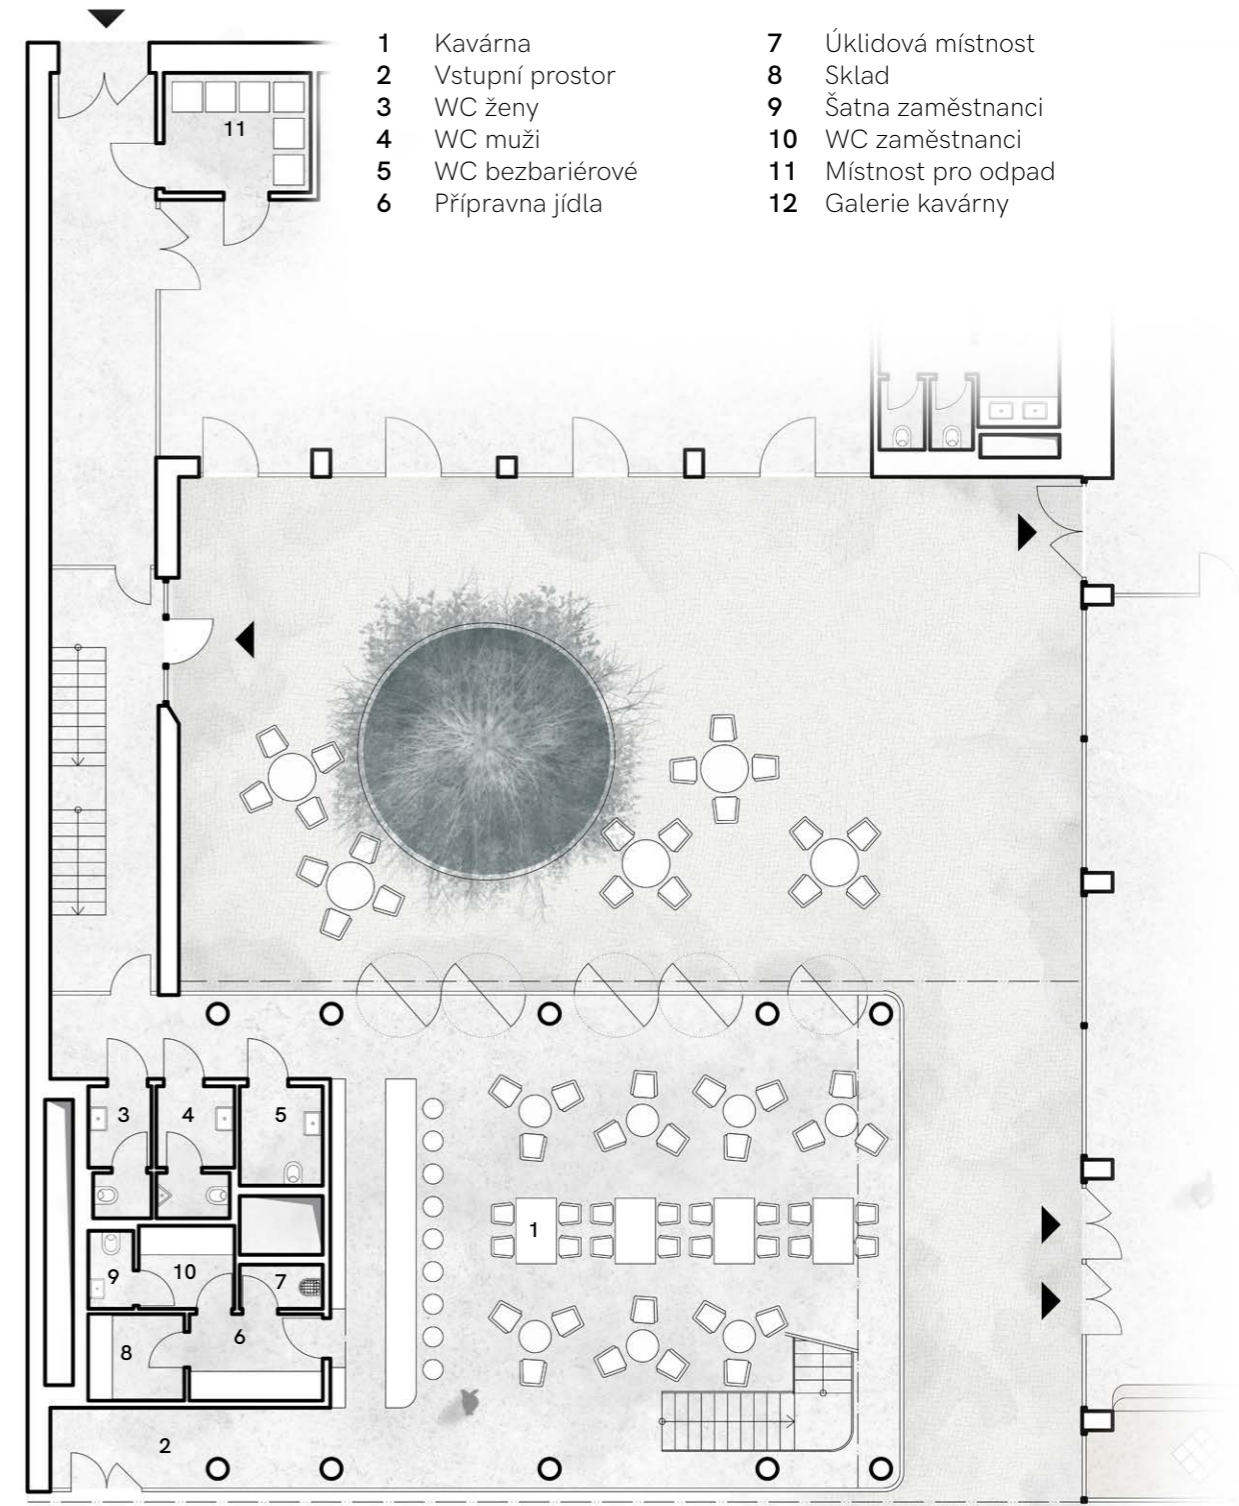 1 Kavárna
2 Vstupní prostor
3 WC ženy
4 WC muži
5 WC bezbariérové
6 Přípravna jídla
7 Úklidová místnost
8 Sklad
9 Šatna zaměstnanci
10 WC zaměstnanci
11 Místnost pro odpad
12 Galerie kavárny
11
3
4
5
1
9
10
7
6
8
2